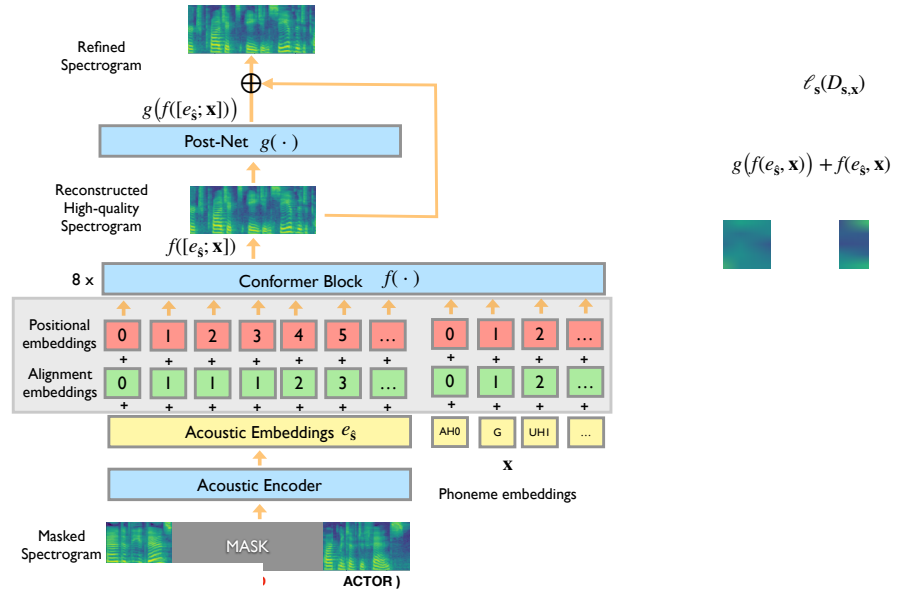 Refined
Spectrogram
g(f([e_ŝ; x]))
ℓ_s(D_{s,x})
Post-Net g( · )
g(f(e_ŝ, x)) + f(e_ŝ, x)
Reconstructed
High-quality
Spectrogram
f([e_ŝ; x])
8 x
Conformer Block f( · )
Positional
embeddings
0 1 2 3 4 5 … 0 1 2 …
+ + + + + + + + + + +
Alignment
embeddings
0 1 1 1 2 3 … 0 1 2 …
+ + + + + + + + + + +
Acoustic Embeddings e_ŝ
AH0 G UH1 …
x
Acoustic Encoder
Phoneme embeddings
Masked
Spectrogram
MASK
ACTOR )